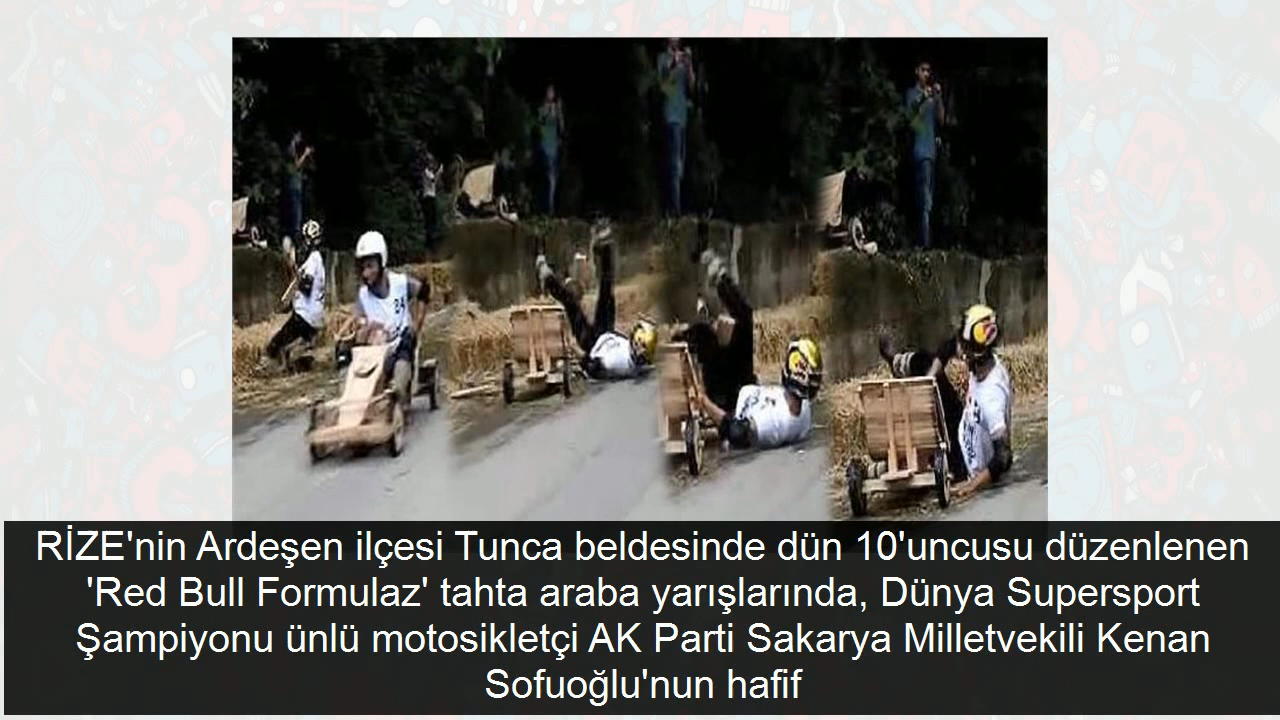 RİZE'nin Ardeşen ilçesi Tunca beldesinde dün 10'uncusu düzenlenen
'Red Bull Formulaz' tahta araba yarışlarında, Dünya Supersport
Şampiyonu ünlü motosikletçi AK Parti Sakarya Milletvekili Kenan
Sofuoğlu'nun hafif